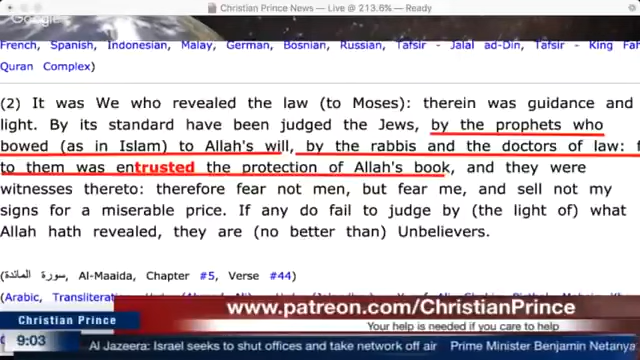 Christian Prince News — Live @ 213.6% — Ready
Google
French, Spanish, Indonesian, Malay, German, Bosnian, Russian, Tafsir - Jalal ad-Din, Tafsir - King Fah
Quran Complex)
(2) It was We who revealed the law (to Moses): therein was guidance and
light. By its standard have been judged the Jews, by the prophets who
bowed (as in Islam) to Allah's will, by the rabbis and the doctors of law: f
to them was entrusted the protection of Allah's book, and they were
witnesses thereto: therefore fear not men, but fear me, and sell not my
signs for a miserable price. If any do fail to judge by (the light of) what
Allah hath revealed, they are (no better than) Unbelievers.
(سورة المائدة, Al-Maaida, Chapter #5, Verse #44)
(Arabic, Transliterat
www.patreon.com/ChristianPrince
Christian Prince
Your help is needed if you care to help
9:03
Al Jazeera: Israel seeks to shut offices and take network off air Prime Minister Benjamin Netanya